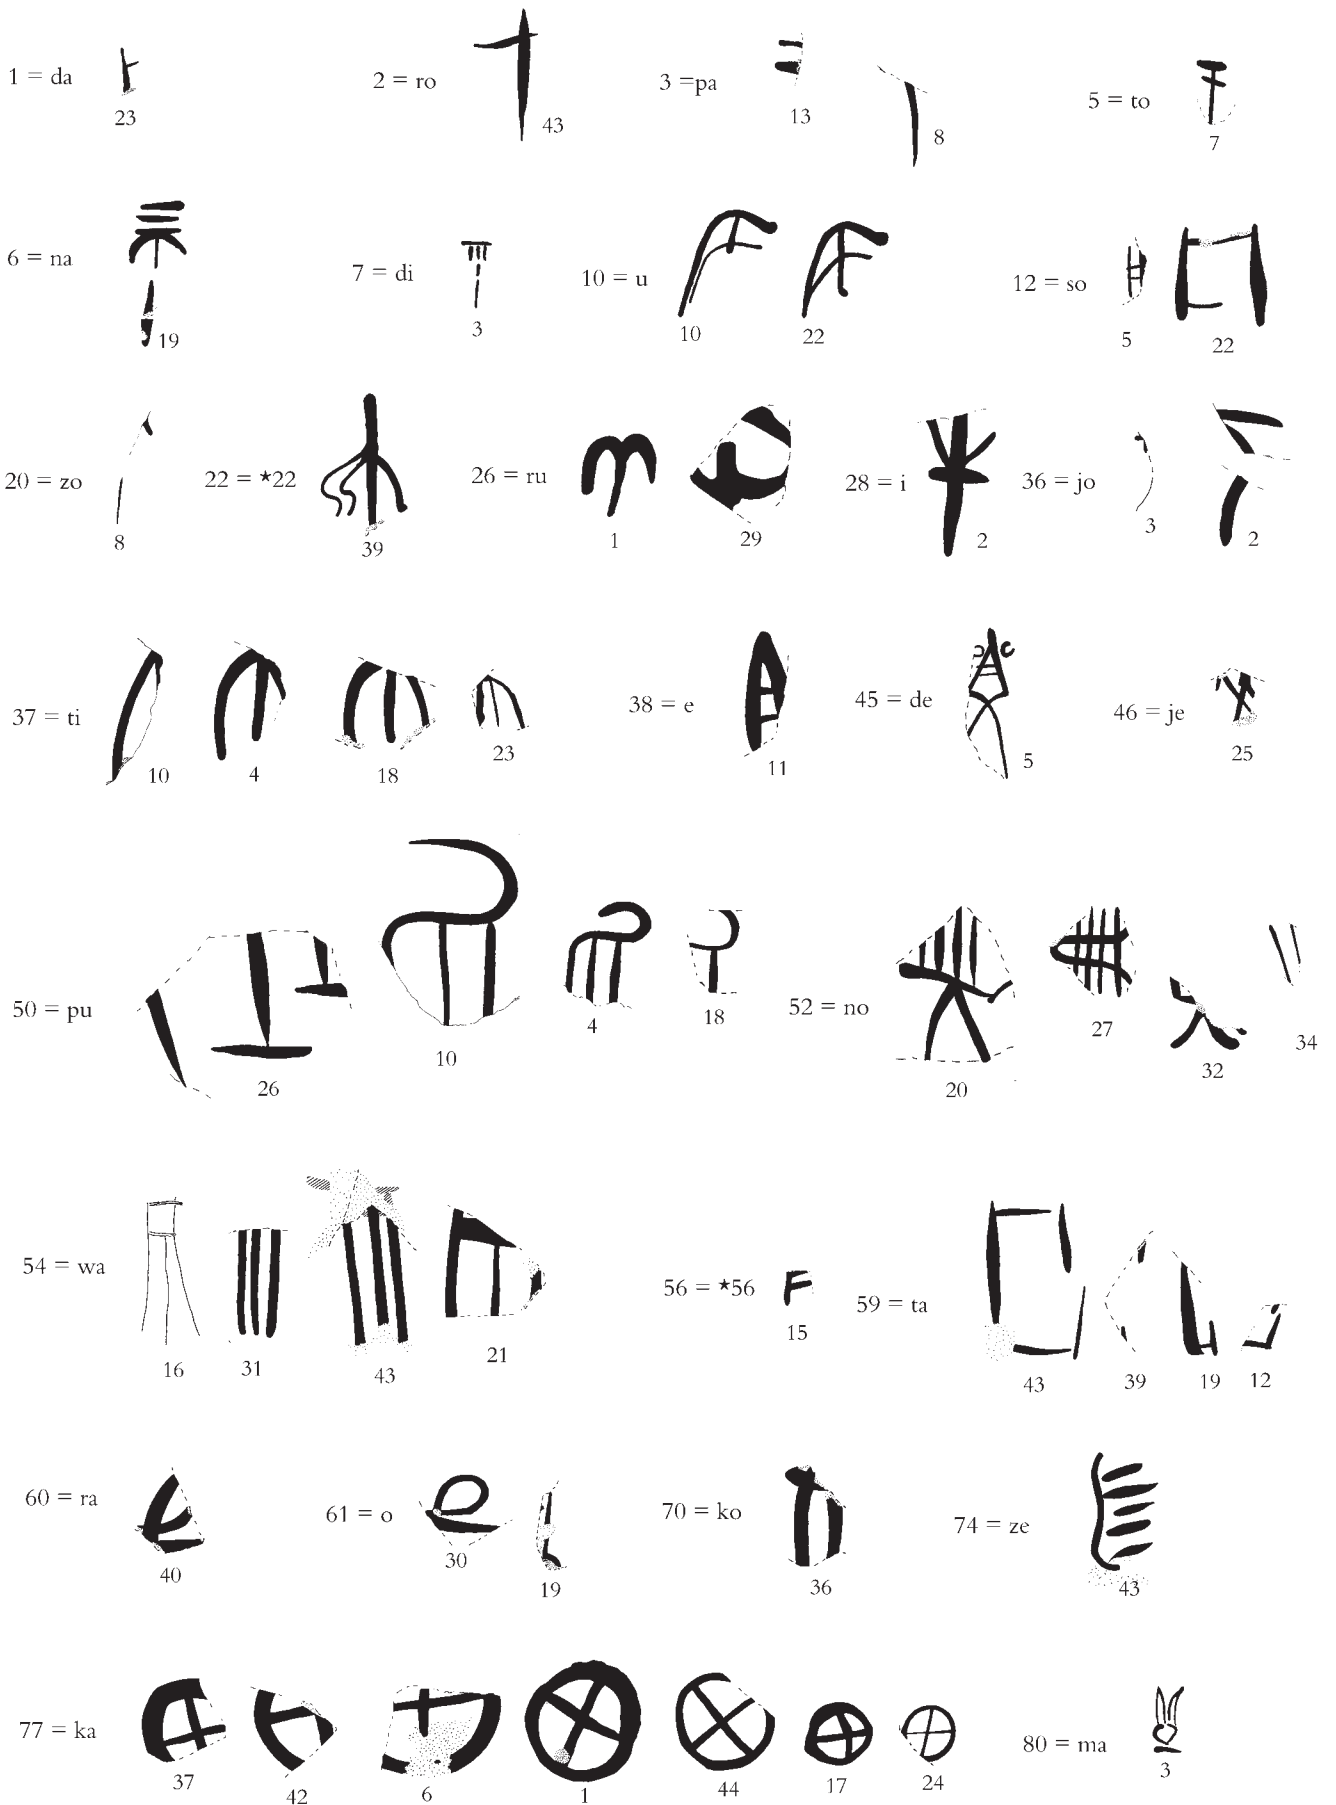 1 = da 23 2 = ro 43 3 =pa 13 8 5 = to 7
6 = na 19 7 = di 3 10 = u 10 22 12 = so 5 22
20 = zo 8 22 = *22 39 26 = ru 1 29 28 = i 2 36 = jo 3 2
37 = ti 10 4 18 23 38 = e 11 45 = de 5 46 = je 25
50 = pu 26 10 4 18 52 = no 20 27 32 34
54 = wa 16 31 43 21 56 = *56 15 59 = ta 43 39 19 12
60 = ra 40 61 = o 30 19 70 = ko 36 74 = ze 43
77 = ka 37 42 6 1 44 17 24 80 = ma 3